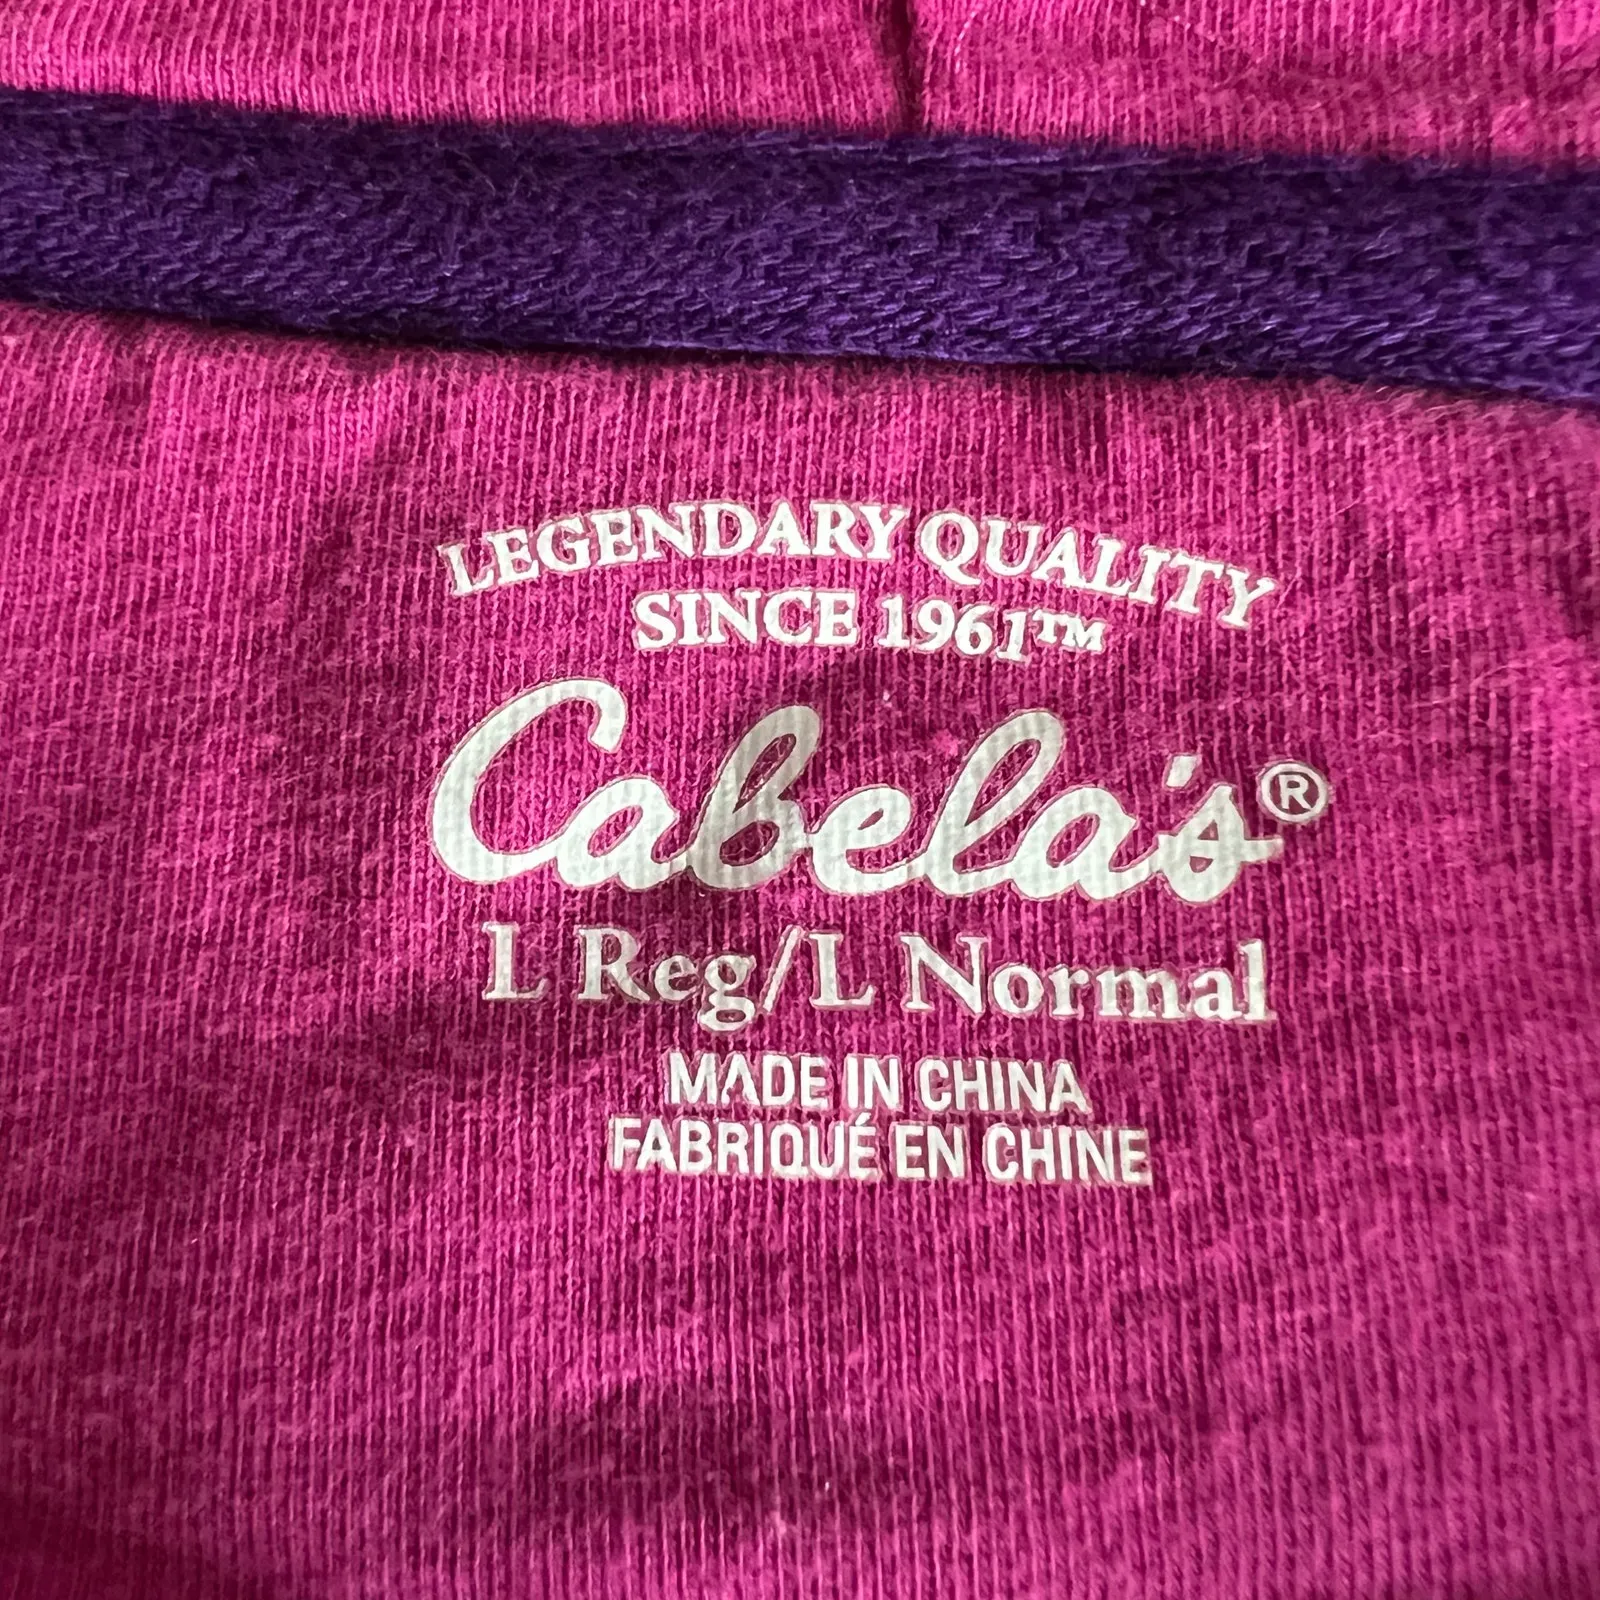 LEGENDARY QUALITY
SINCE 1961™
Cabela's®
L Reg/L Normal
MADE IN CHINA
FABRIQUÉ EN CHINE